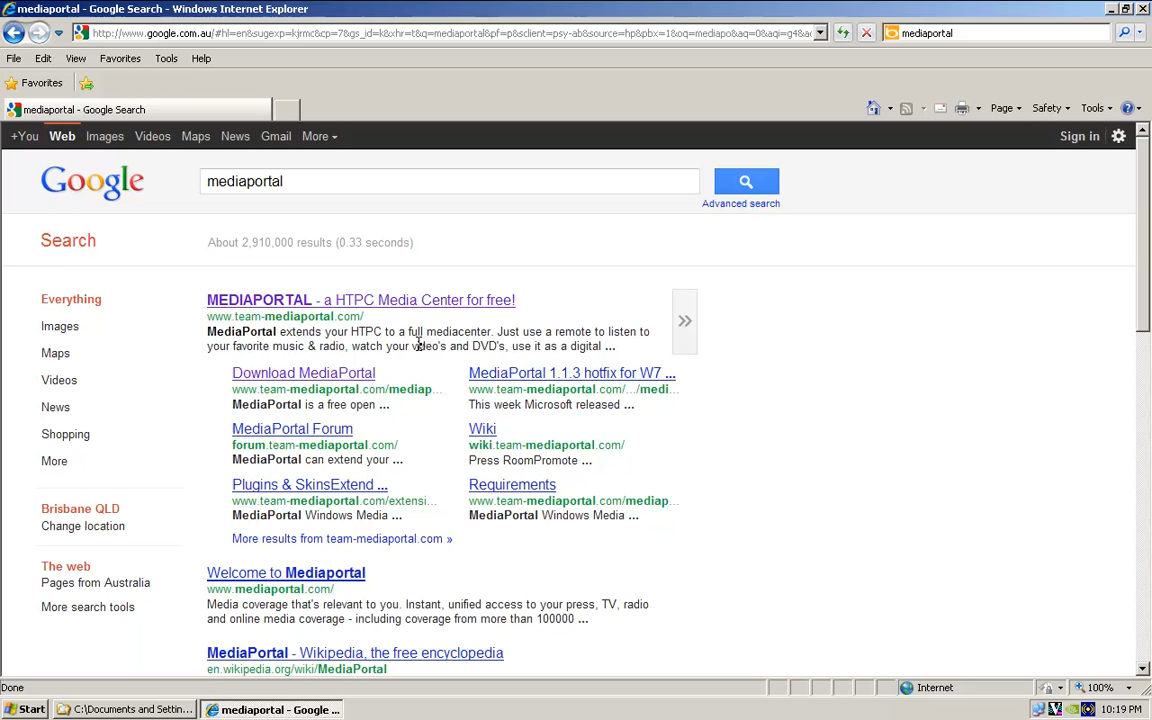 mediaportal - Google Search - Windows Internet Explorer
http://www.google.com.au/#hl=en&sugexp=kjrmc&cp=7&gs_id=k&xhr=t&q=mediaportal&pf=p&sclient=psy-ab&source=hp&pbx=1&oq=mediapo&aq=0&aqi=g4&a
mediaportal
File Edit View Favorites Tools Help
Favorites
mediaportal - Google Search
Page Safety Tools
+You Web Images Videos Maps News Gmail More
Sign in
Google
mediaportal
Advanced search
Search
About 2,910,000 results (0.33 seconds)
Everything
Images
Maps
Videos
News
Shopping
More
Brisbane QLD
Change location
The web
Pages from Australia
More search tools
MEDIAPORTAL - a HTPC Media Center for free!
www.team-mediaportal.com/
MediaPortal extends your HTPC to a full mediacenter. Just use a remote to listen to
your favorite music & radio, watch your video's and DVD's, use it as a digital ...
Download MediaPortal
www.team-mediaportal.com/mediap...
MediaPortal is a free open ...
MediaPortal 1.1.3 hotfix for W7 ...
www.team-mediaportal.com/.../medi...
This week Microsoft released ...
MediaPortal Forum
forum.team-mediaportal.com/
MediaPortal can extend your ...
Wiki
wiki.team-mediaportal.com/
Press RoomPromote ...
Plugins & SkinsExtend ...
www.team-mediaportal.com/extensi...
MediaPortal Windows Media ...
Requirements
www.team-mediaportal.com/mediap...
MediaPortal Windows Media ...
More results from team-mediaportal.com »
Welcome to Mediaportal
www.mediaportal.com/
Media coverage that's relevant to you. Instant, unified access to your press, TV, radio
and online media coverage - including coverage from more than 100000 ...
MediaPortal - Wikipedia, the free encyclopedia
en.wikipedia.org/wiki/MediaPortal
Done
Internet
100%
Start
C:\Documents and Settin...
mediaportal - Google ...
10:19 PM